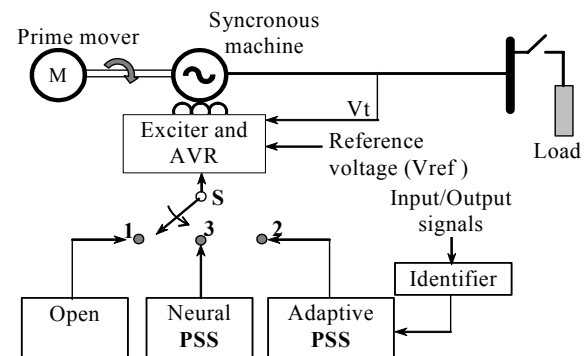 Prime mover
Syncronous
machine
M
Vt
Exciter and
AVR
Reference
voltage (Vref )
Load
S
Input/Output
signals
1
3
2
Identifier
Open
Neural
PSS
Adaptive
PSS